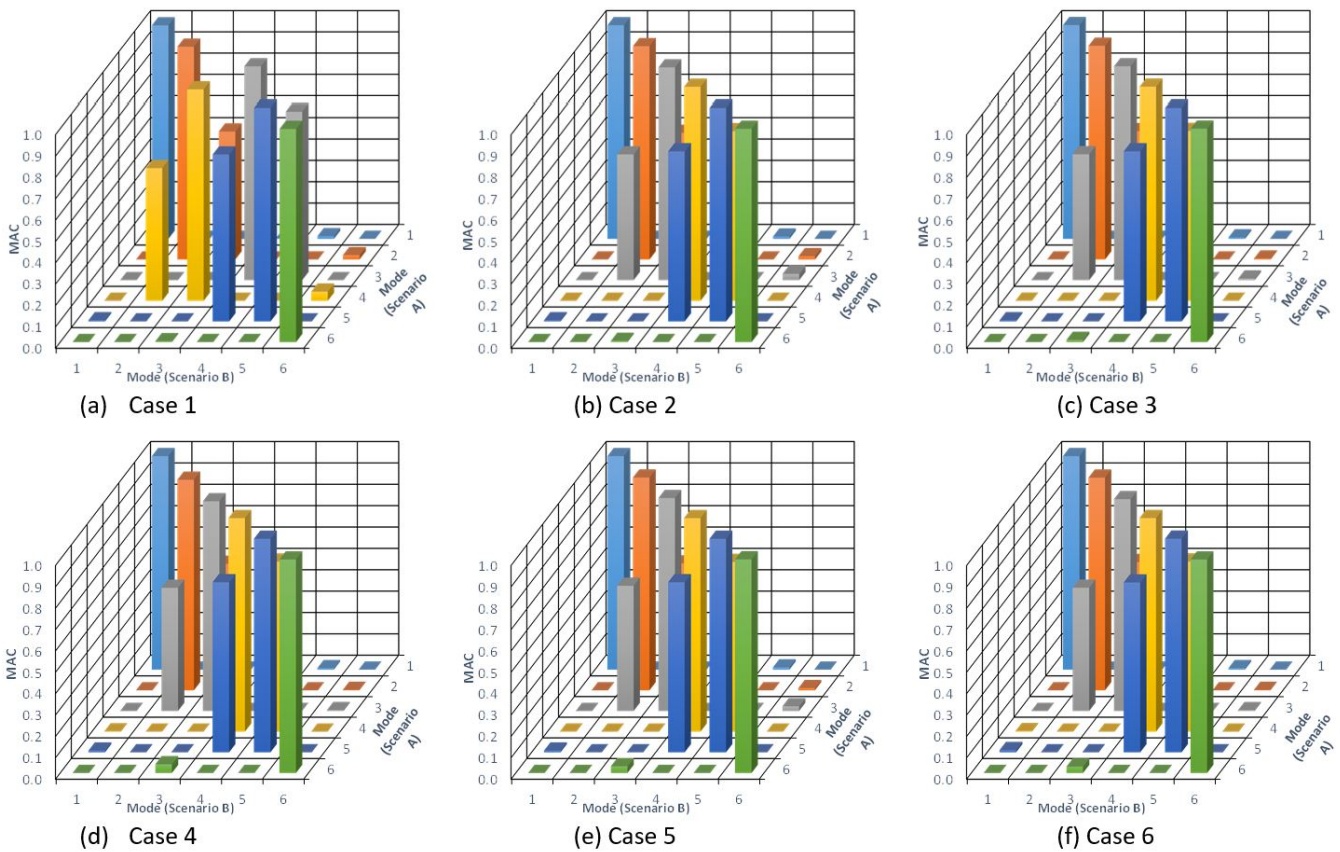 1.0
0.9
0.8
0.7
0.6
0.5
0.4
0.3
0.2
0.1
0.0
MAC
1 2 3 4 5 6
Mode (Scenario B)
1
2
3
4
5
6
Mode
(Scenario
A)
(a) Case 1
1.0
0.9
0.8
0.7
0.6
0.5
0.4
0.3
0.2
0.1
0.0
MAC
1 2 3 4 5 6
Mode (Scenario B)
1
2
3
4
5
6
Mode
(Scenario
A)
(b) Case 2
1.0
0.9
0.8
0.7
0.6
0.5
0.4
0.3
0.2
0.1
0.0
MAC
1 2 3 4 5 6
Mode (Scenario B)
1
2
3
4
5
6
Mode
(Scenario
A)
(c) Case 3
1.0
0.9
0.8
0.7
0.6
0.5
0.4
0.3
0.2
0.1
0.0
MAC
1 2 3 4 5 6
Mode (Scenario B)
1
2
3
4
5
6
Mode
(Scenario
A)
(d) Case 4
1.0
0.9
0.8
0.7
0.6
0.5
0.4
0.3
0.2
0.1
0.0
MAC
1 2 3 4 5 6
Mode (Scenario B)
1
2
3
4
5
6
Mode
(Scenario
A)
(e) Case 5
1.0
0.9
0.8
0.7
0.6
0.5
0.4
0.3
0.2
0.1
0.0
MAC
1 2 3 4 5 6
Mode (Scenario B)
1
2
3
4
5
6
Mode
(Scenario
A)
(f) Case 6